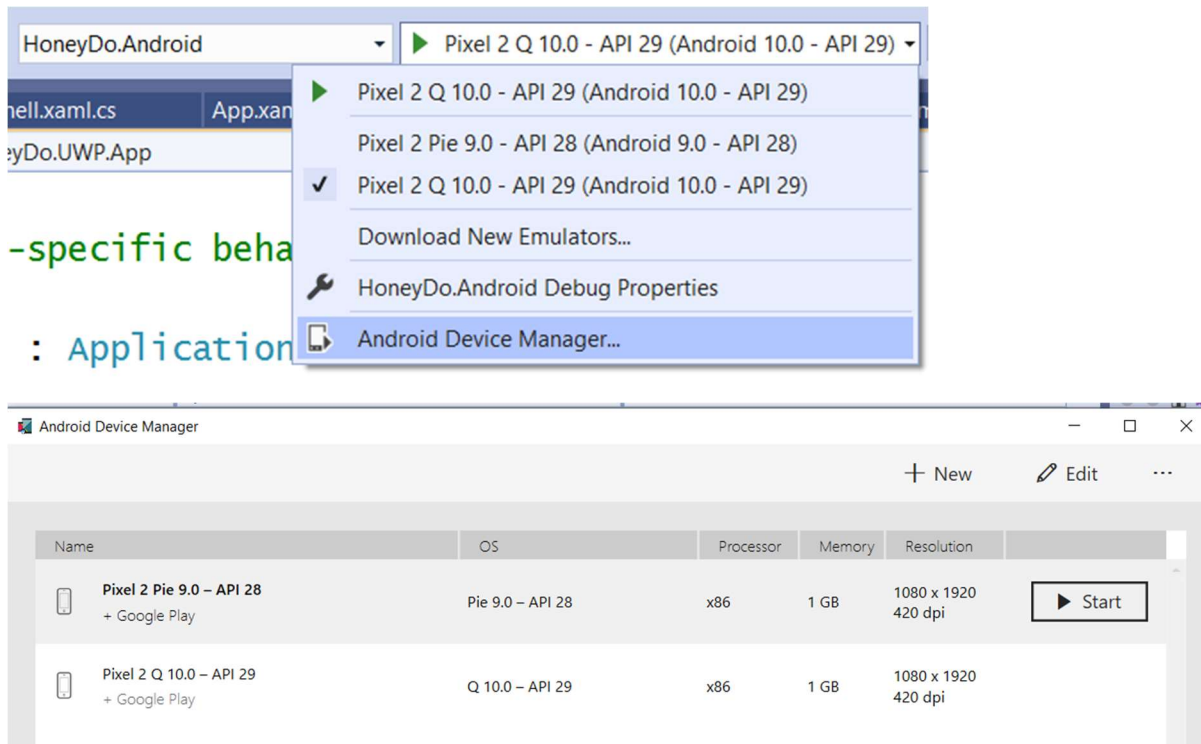 HoneyDo.Android
Pixel 2 Q 10.0 - API 29 (Android 10.0 - API 29)
Pixel 2 Q 10.0 - API 29 (Android 10.0 - API 29)
ell.xaml.cs App.xan
Pixel 2 Pie 9.0 - API 28 (Android 9.0 - API 28)
yDo.UWP.App
Pixel 2 Q 10.0 - API 29 (Android 10.0 - API 29)
Download New Emulators...
-specific beha
HoneyDo.Android Debug Properties
: Application
Android Device Manager...
Android Device Manager
New Edit ...
Name OS Processor Memory Resolution
Pixel 2 Pie 9.0 – API 28
+ Google Play
Pie 9.0 – API 28 x86 1 GB
1080 x 1920
420 dpi
Start
Pixel 2 Q 10.0 – API 29
+ Google Play
Q 10.0 – API 29 x86 1 GB
1080 x 1920
420 dpi